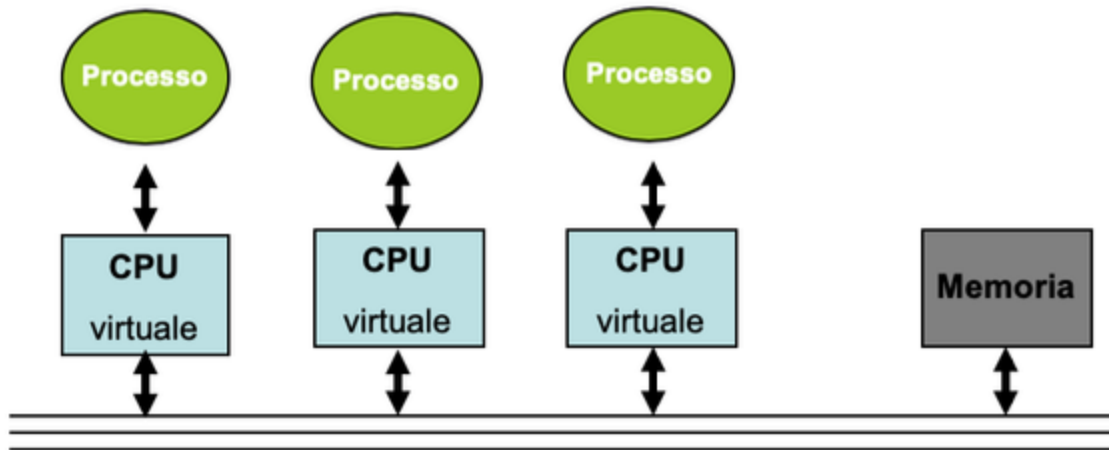 Processo
Processo
Processo
CPU
virtuale
CPU
virtuale
CPU
virtuale
Memoria